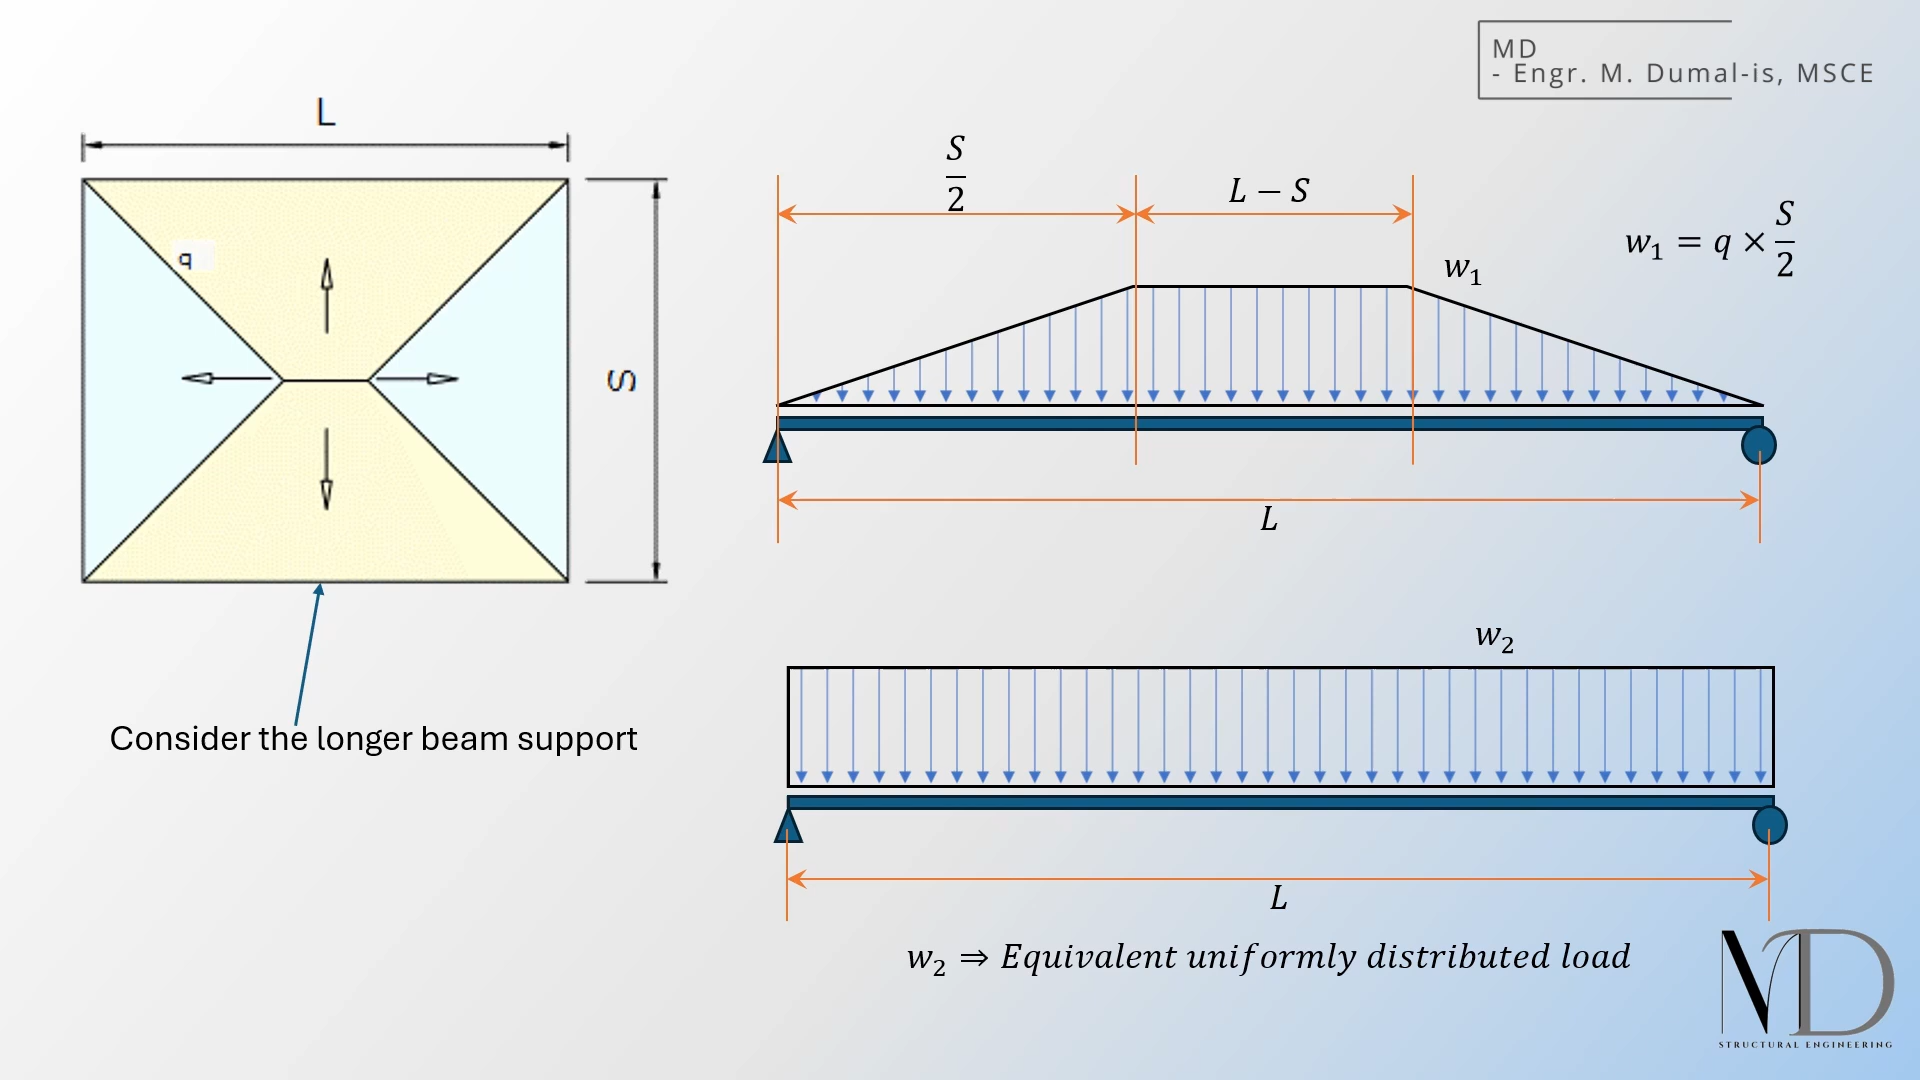 MD
- Engr. M. Dumal-is, MSCE
L
q
S
Consider the longer beam support
S/2
L − S
w₁
w₁ = q × S/2
L
w₂
L
w₂ ⇒ Equivalent uniformly distributed load
MD
STRUCTURAL ENGINEERING